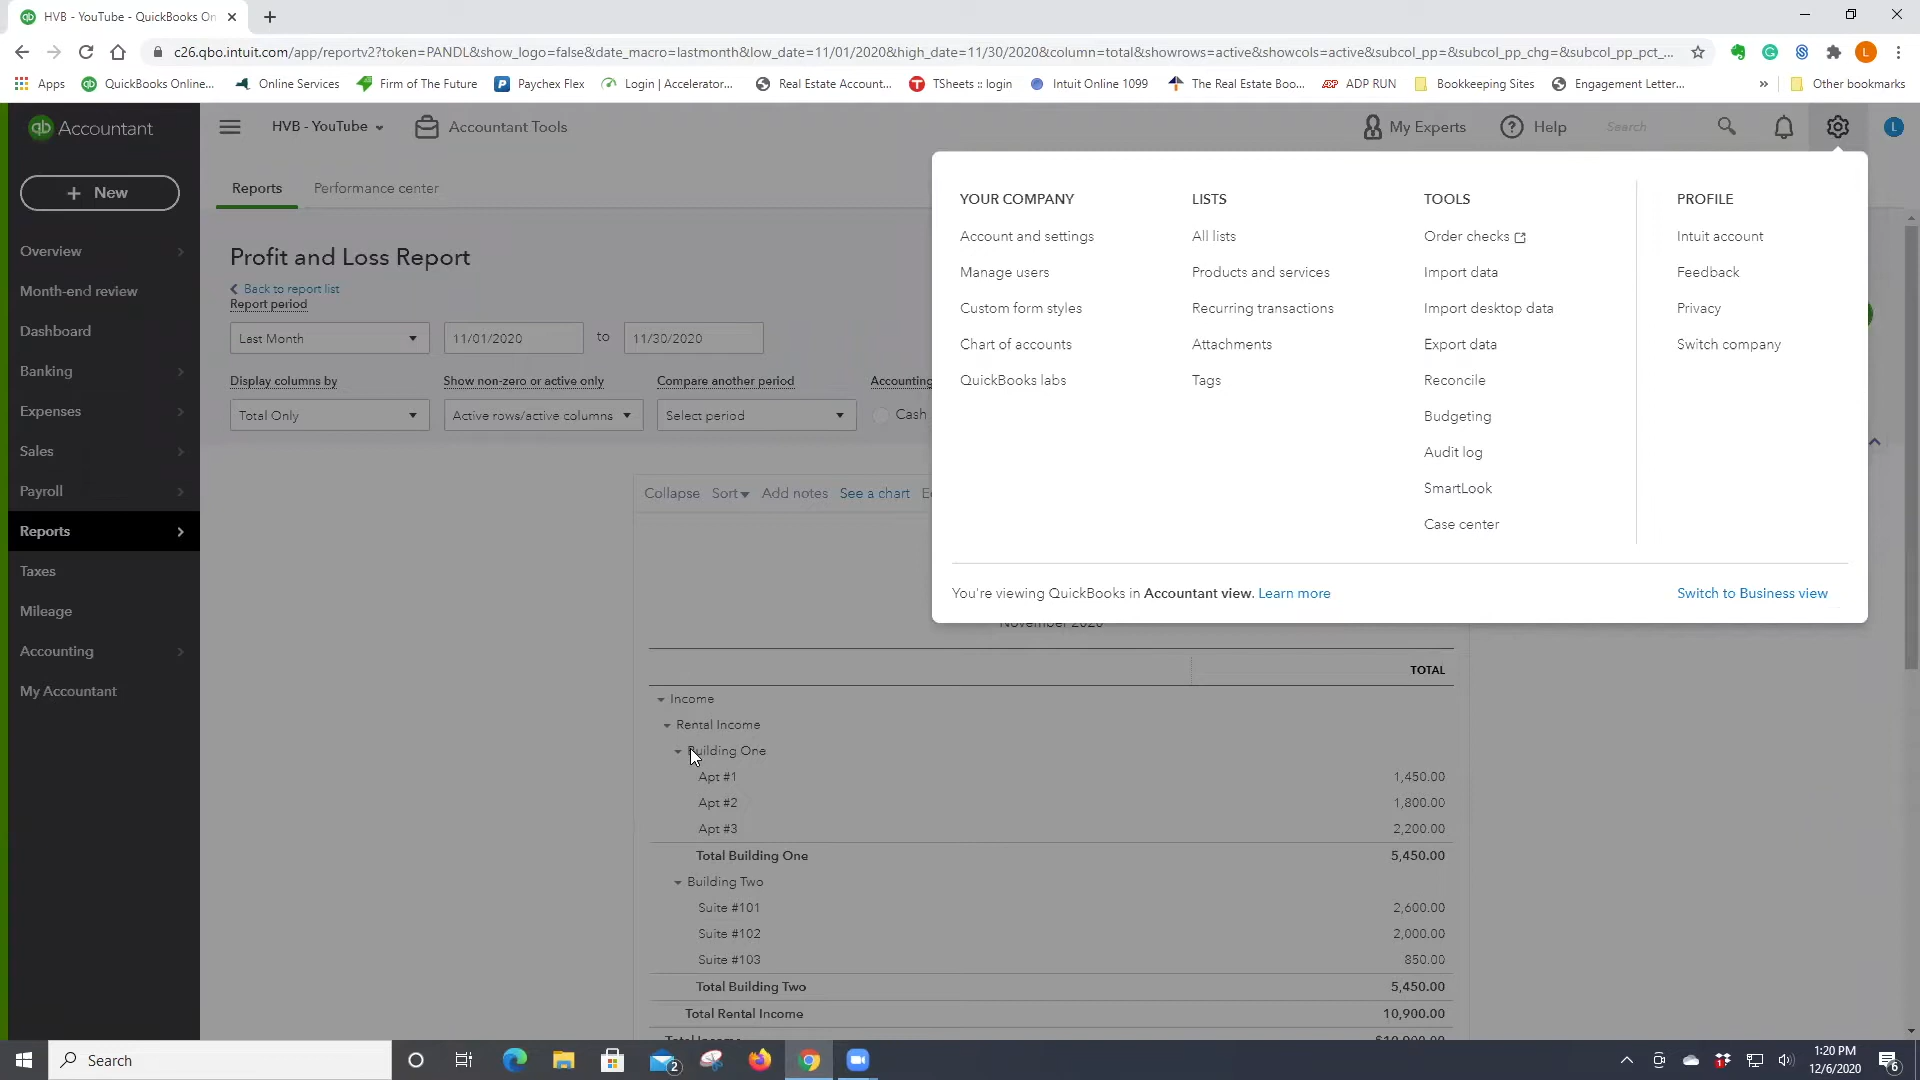 HVB - YouTube - QuickBooks On
c26.qbo.intuit.com/app/reportv2?token=PANDL&show_logo=false&date_macro=lastmonth&low_date=11/01/2020&high_date=11/30/2020&column=total&showrows=active&showcols=active&subcol_pp=&subcol_pp_chg=&subcol_pp_pct_...
L
Apps QuickBooks Online... Online Services Firm of The Future Paychex Flex Login | Accelerator... Real Estate Account... TSheets :: login Intuit Online 1099 The Real Estate Boo... ADP RUN Bookkeeping Sites Engagement Letter... » Other bookmarks
qb Accountant
HVB - YouTube
Accountant Tools
My Experts
Help
Search
L
+ New
Overview
Month-end review
Dashboard
Banking
Expenses
Sales
Payroll
Reports
Taxes
Mileage
Accounting
My Accountant
Reports Performance center
Profit and Loss Report
Back to report list
Report period
Last Month 11/01/2020 to 11/30/2020
Display columns by Show non-zero or active only Compare another period Accounting
Total Only Active rows/active columns Select period Cash
Collapse Sort Add notes See a chart
YOUR COMPANY
Account and settings
Manage users
Custom form styles
Chart of accounts
QuickBooks labs
LISTS
All lists
Products and services
Recurring transactions
Attachments
Tags
TOOLS
Order checks
Import data
Import desktop data
Export data
Reconcile
Budgeting
Audit log
SmartLook
Case center
PROFILE
Intuit account
Feedback
Privacy
Switch company
You're viewing QuickBooks in Accountant view. Learn more
Switch to Business view
November 2020
TOTAL
Income
Rental Income
Building One
Apt #1 1,450.00
Apt #2 1,800.00
Apt #3 2,200.00
Total Building One 5,450.00
Building Two
Suite #101 2,600.00
Suite #102 2,000.00
Suite #103 850.00
Total Building Two 5,450.00
Total Rental Income 10,900.00
Total Income $10,900.00
Search
2
1:20 PM
12/6/2020
6